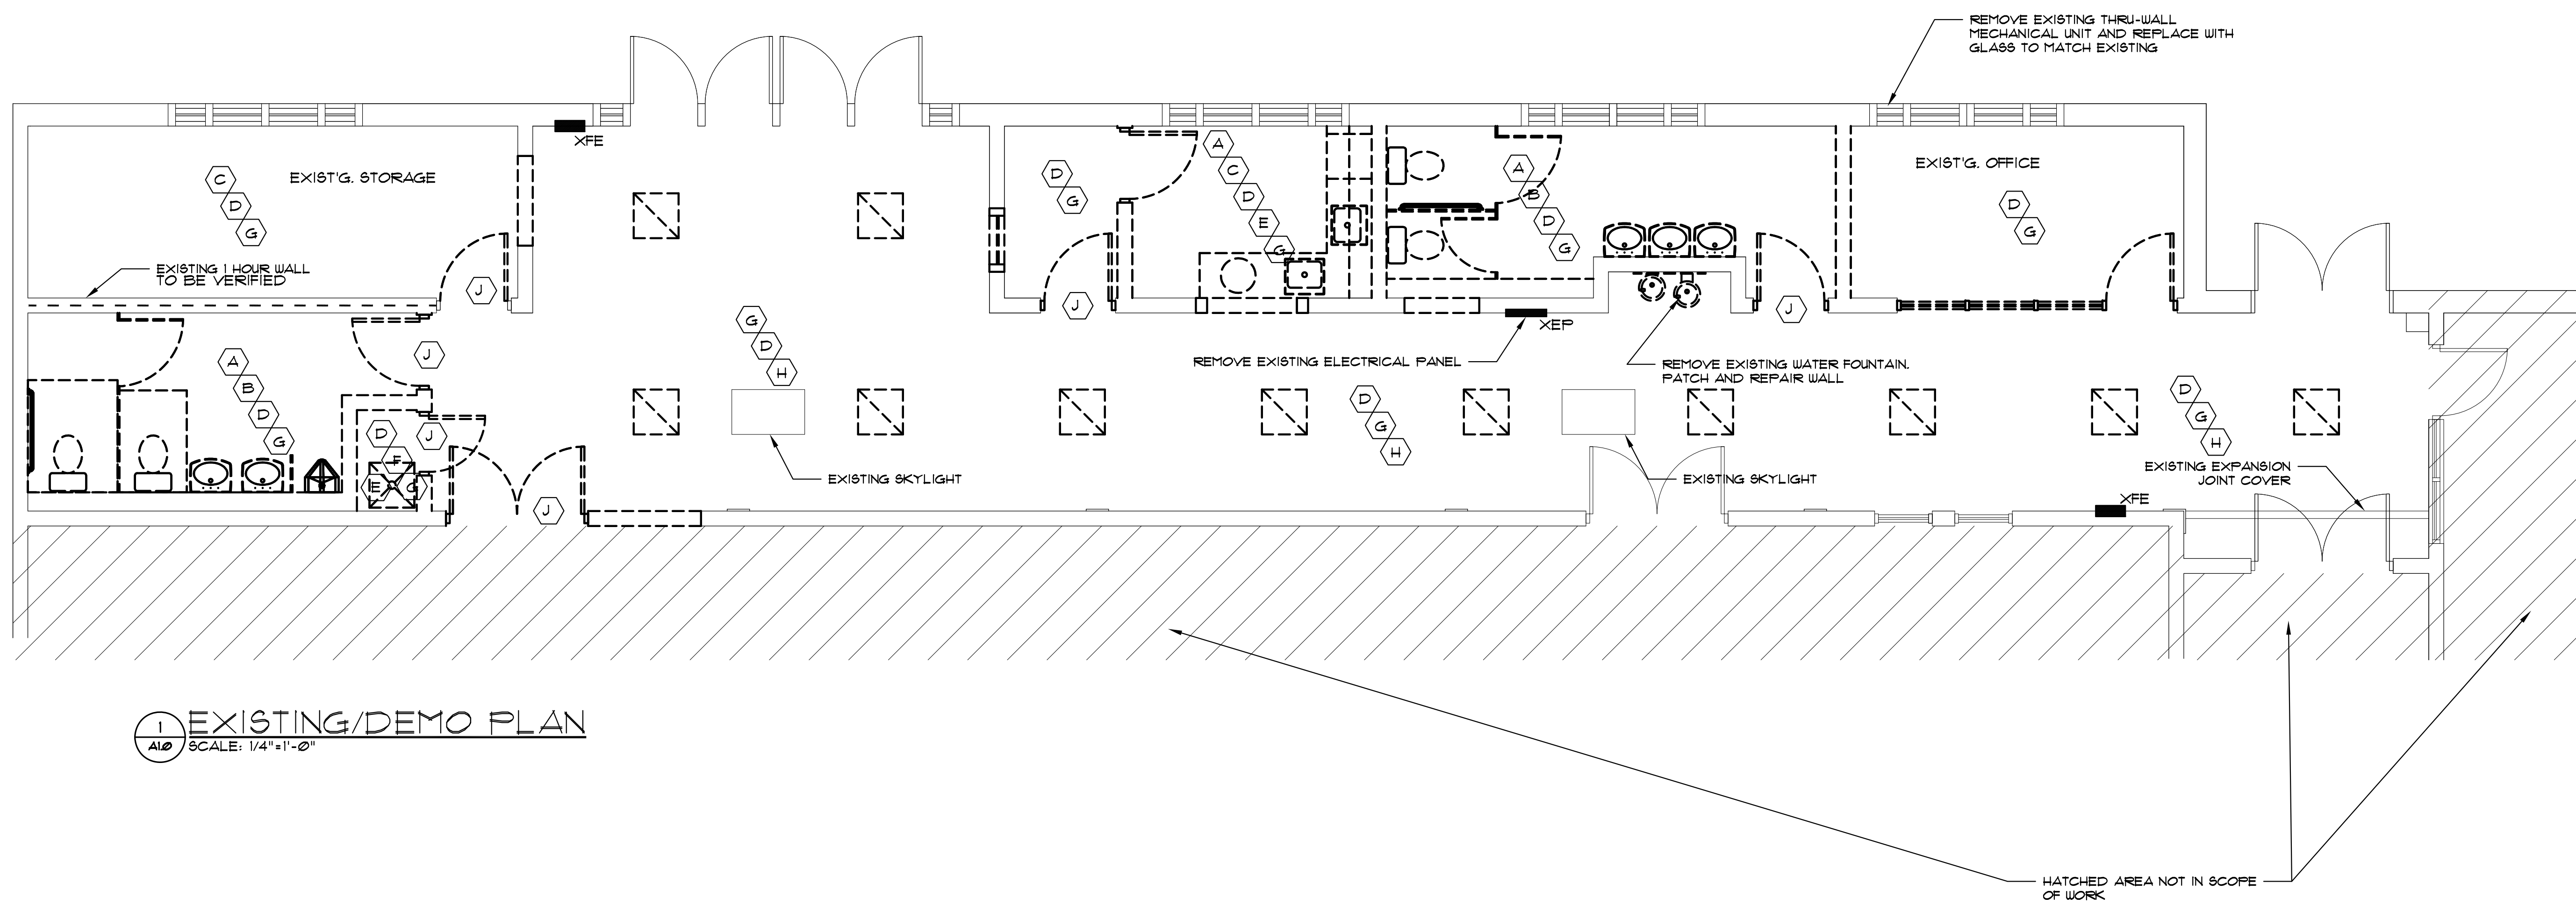 REMOVE EXISTING THRU-WALL
MECHANICAL UNIT AND REPLACE WITH
GLASS TO MATCH EXISTING
XFE
EXIST'G. STORAGE
C
D
G
EXISTING 1 HOUR WALL
TO BE VERIFIED
J
D
G
A
C
D
E
G
J
A
B
D
G
EXIST'G. OFFICE
D
G
J
G
D
H
XEP
REMOVE EXISTING ELECTRICAL PANEL
REMOVE EXISTING WATER FOUNTAIN.
PATCH AND REPAIR WALL
J
A
B
D
G
D
F
E
G
J
J
EXISTING SKYLIGHT
D
G
H
EXISTING SKYLIGHT
D
G
H
EXISTING EXPANSION
JOINT COVER
XFE
1
A1.0
EXISTING/DEMO PLAN
SCALE: 1/4"=1'-0"
HATCHED AREA NOT IN SCOPE
OF WORK